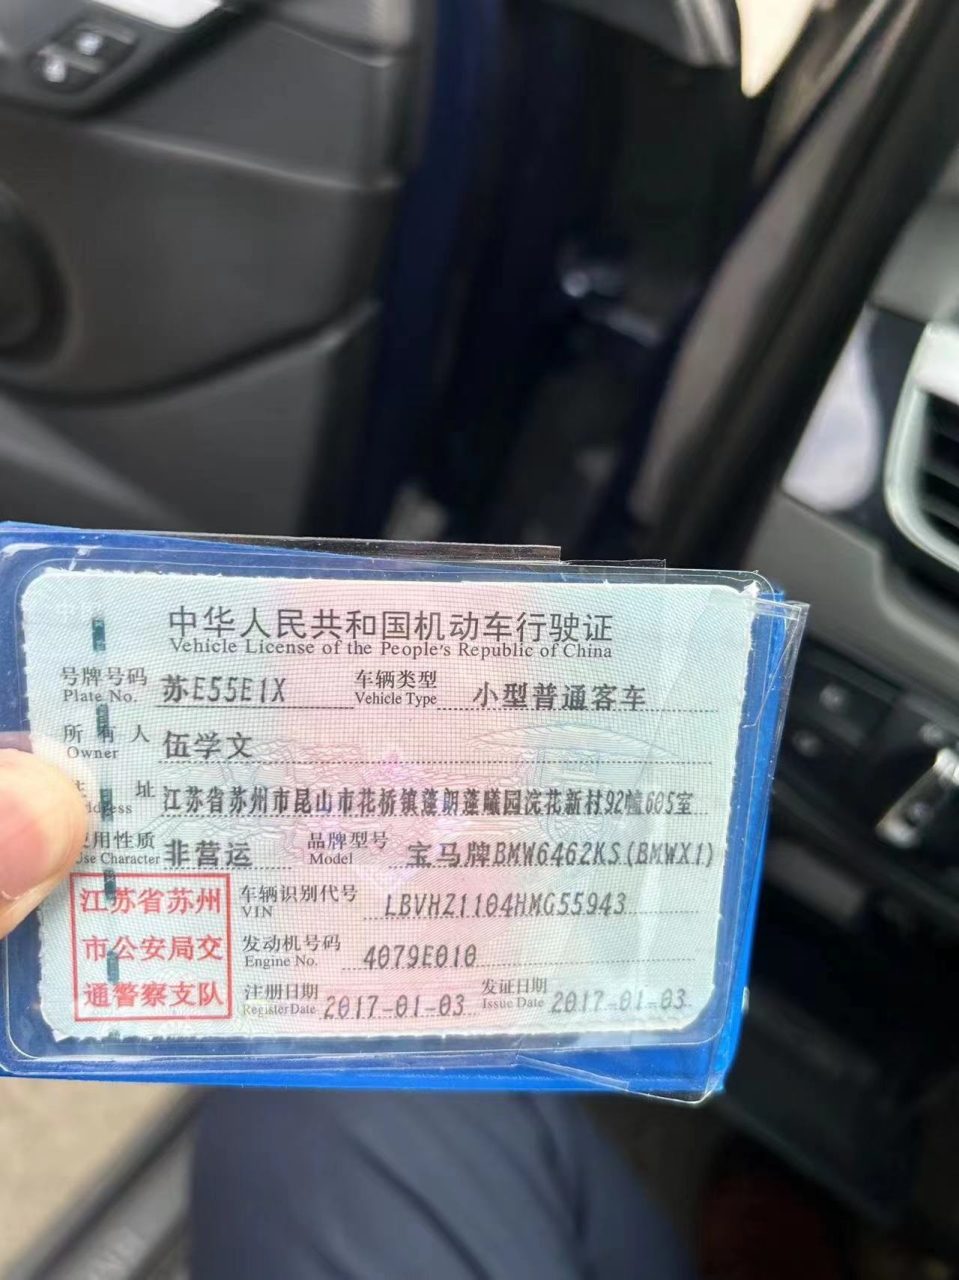 中华人民共和国机动车行驶证
Vehicle License of the People's Republic of China
号牌号码 苏E55E1X 车辆类型 小型普通客车
Plate No. Vehicle Type
所有人 伍学文
Owner
址 江苏省苏州市昆山市花桥镇蓬朗蓬曦园浣花新村92幢605室
用性质 非营运 品牌型号 宝马牌BMW6462KS(BMWX1)
Use Character Model
江苏省苏州 车辆识别代号 LBVHZ1104HMG55943
VIN
市公安局交 发动机号码 4079E010
Engine No.
通警察支队 注册日期 2017-01-03 发证日期 2017-01-03
Register Date Issue Date